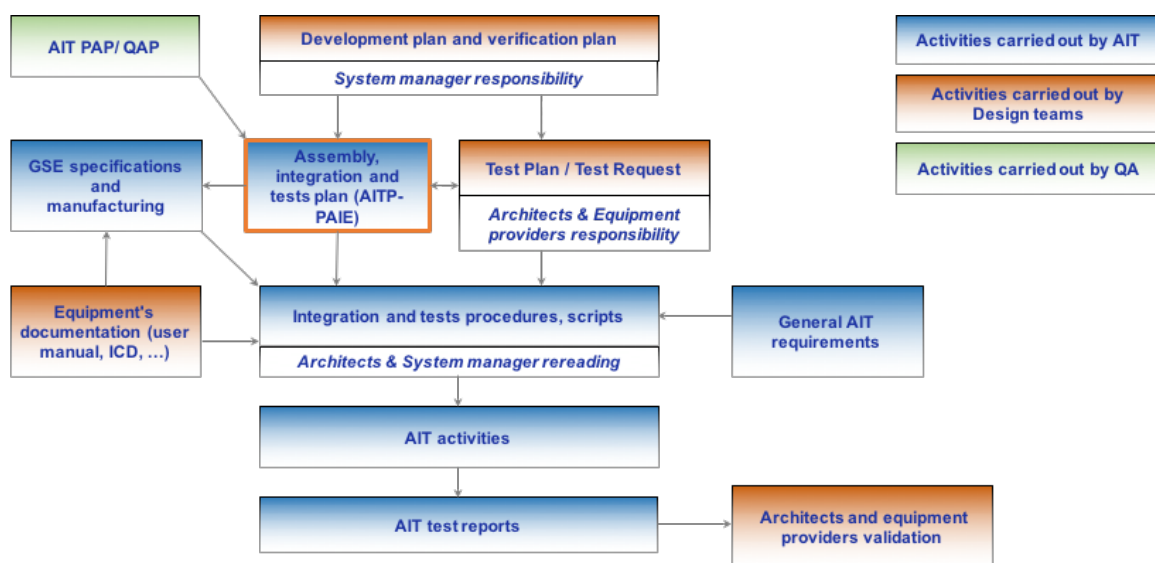 AIT PAP/ QAP
Development plan and verification plan
System manager responsibility
Activities carried out by AIT
Activities carried out by
Design teams
Activities carried out by QA
GSE specifications
and
manufacturing
Assembly,
integration and
tests plan (AITP-
PAIE)
Test Plan / Test Request
Architects & Equipment
providers responsibility
Equipment's
documentation (user
manual, ICD, ...)
Integration and tests procedures, scripts
Architects & System manager rereading
General AIT
requirements
AIT activities
AIT test reports
Architects and equipment
providers validation